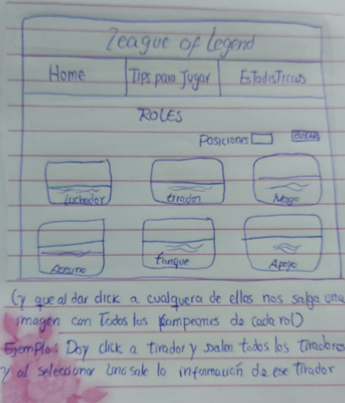 League of Legend
Home Tips para Jugar Estadisticas
ROLES
Posiciones
Luchador tirador Mago
Asesino tanque Apoyo
(y que al dar click a cualquiera de ellos nos salga una
imagen con Todos los Kampeones de cada rol)
Ejemplo: Doy click a tirador y salen todos los tiradores
y al seleccionar uno sale la información de ese tirador